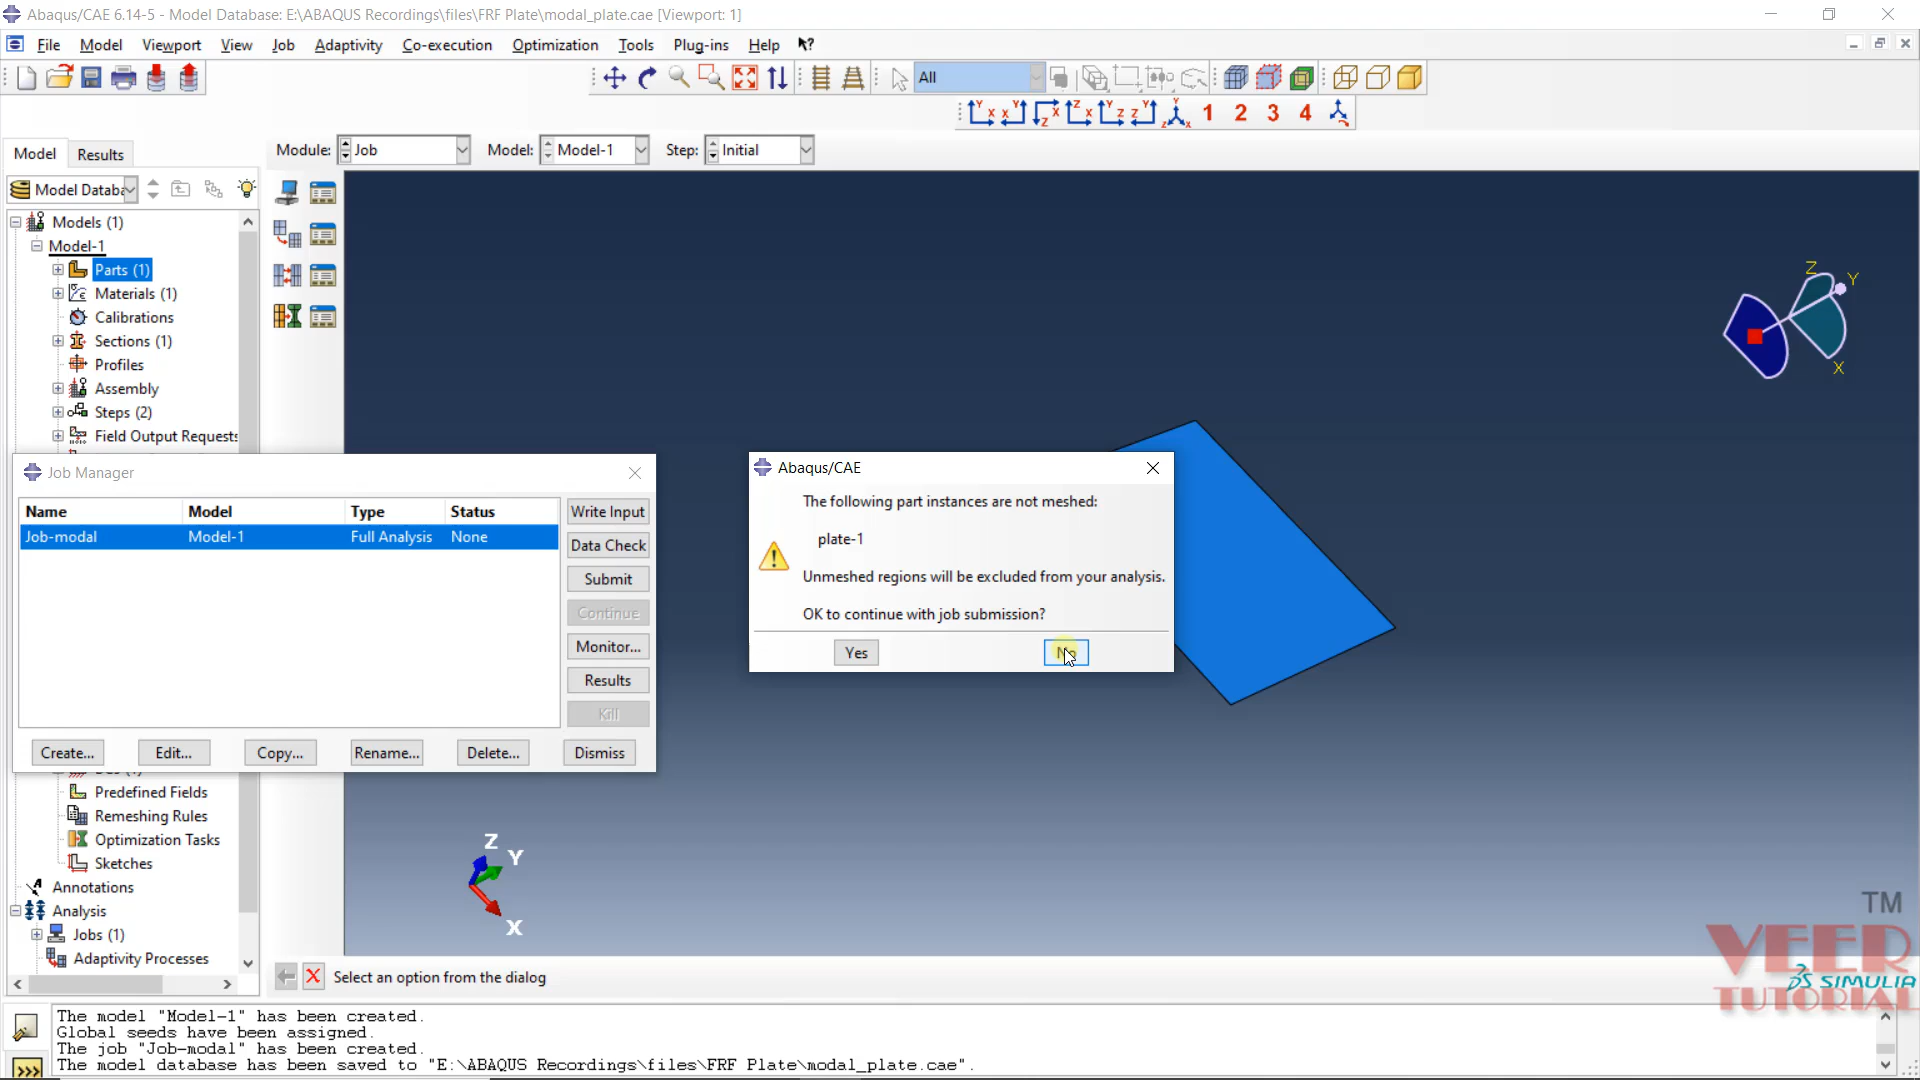 Abaqus/CAE 6.14-5 - Model Database: E:\ABAQUS Recordings\files\FRF Plate\modal_plate.cae [Viewport: 1]
File Model Viewport View Job Adaptivity Co-execution Optimization Tools Plug-ins Help
All
1 2 3 4
Model Results
Module: Job Model: Model-1 Step: Initial
Model Databa
Models (1)
Model-1
Parts (1)
Materials (1)
Calibrations
Sections (1)
Profiles
Assembly
Steps (2)
Field Output Requests
Z
Y
X
Job Manager
Name Model Type Status
Job-modal Model-1 Full Analysis None
Write Input
Data Check
Submit
Continue
Monitor...
Results
Kill
Create... Edit... Copy... Rename... Delete... Dismiss
Abaqus/CAE
The following part instances are not meshed:
plate-1
Unmeshed regions will be excluded from your analysis.
OK to continue with job submission?
Yes
Predefined Fields
Remeshing Rules
Optimization Tasks
Sketches
Annotations
Analysis
Jobs (1)
Adaptivity Processes
Z
Y
X
TM
VEER
SIMULIA
TUTORIAL
Select an option from the dialog
The model "Model-1" has been created.
Global seeds have been assigned.
The job "Job-modal" has been created.
The model database has been saved to "E:\ABAQUS Recordings\files\FRF Plate\modal_plate.cae".